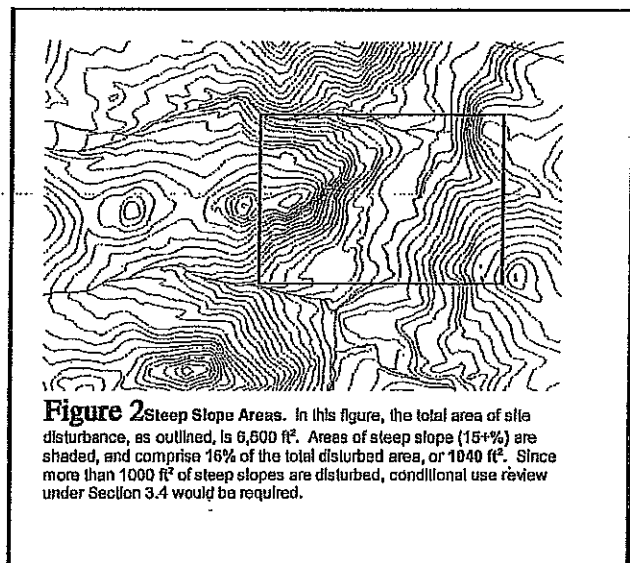 Figure 2 Steep Slope Areas. In this figure, the total area of site
disturbance, as outlined, is 6,600 ft². Areas of steep slope (15+%) are
shaded, and comprise 16% of the total disturbed area, or 1040 ft². Since
more than 1000 ft² of steep slopes are disturbed, conditional use review
under Section 3.4 would be required.